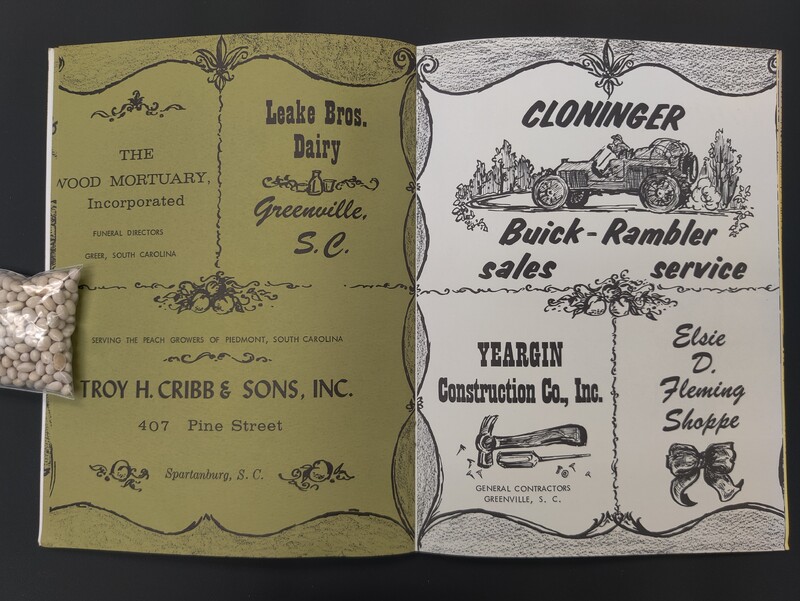 THE
WOOD MORTUARY,
Incorporated
FUNERAL DIRECTORS
GREER, SOUTH CAROLINA
Leake Bros.
Dairy
Greenville,
S.C.
SERVING THE PEACH GROWERS OF PIEDMONT, SOUTH CAROLINA
TROY H. CRIBB & SONS, INC.
407 Pine Street
Spartanburg, S. C.
CLONINGER
Buick-Rambler
sales service
YEARGIN
Construction Co., Inc.
GENERAL CONTRACTORS
GREENVILLE, S. C.
Elsie
D.
Fleming
Shoppe